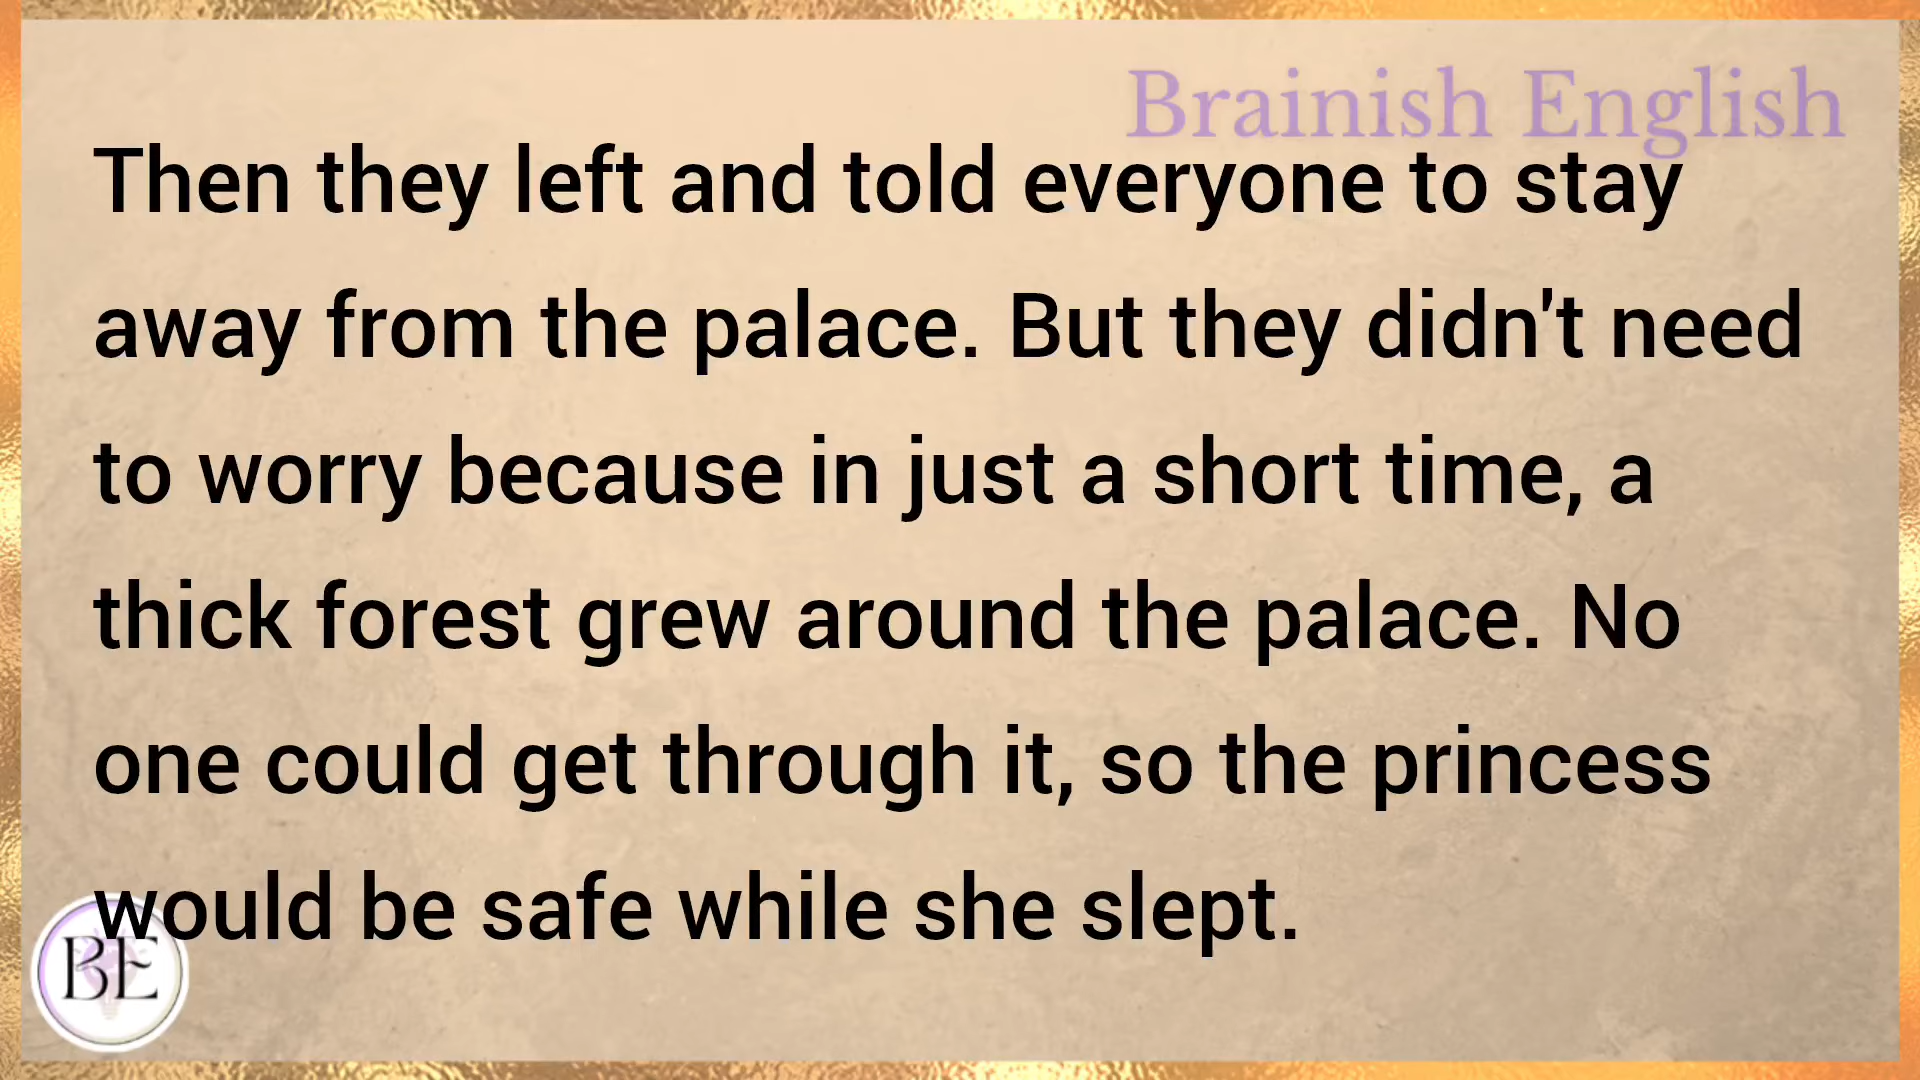 Brainish English
Then they left and told everyone to stay
away from the palace. But they didn't need
to worry because in just a short time, a
thick forest grew around the palace. No
one could get through it, so the princess
would be safe while she slept.
BE